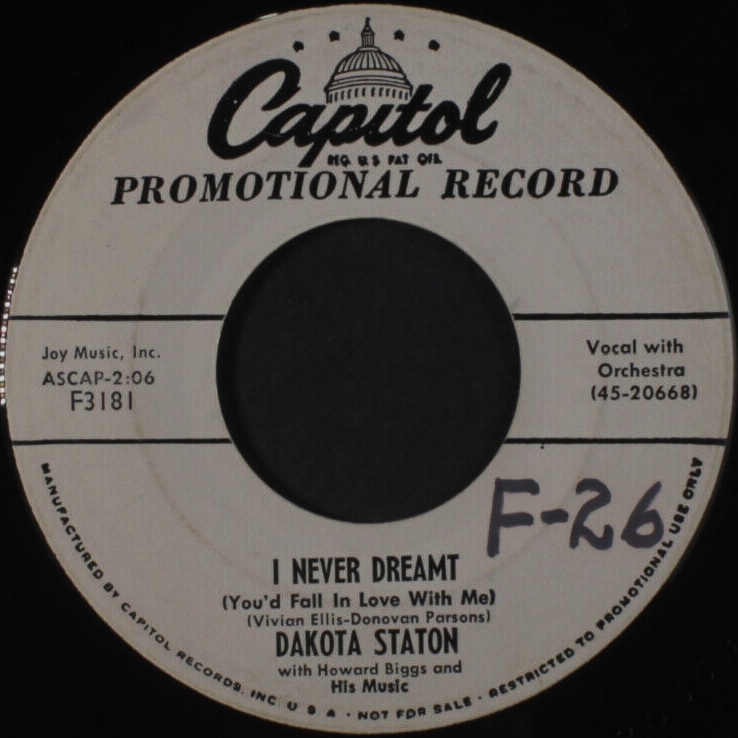 Capitol
REG. U.S. PAT. OFF.
PROMOTIONAL RECORD
Joy Music, Inc.
ASCAP-2:06
F3181
Vocal with
Orchestra
(45-20668)
F-26
I NEVER DREAMT
(You'd Fall In Love With Me)
(Vivian Ellis-Donovan Parsons)
DAKOTA STATON
with Howard Biggs and
His Music
MANUFACTURED BY CAPITOL RECORDS, INC. U.S.A. • NOT FOR SALE • RESTRICTED TO PROMOTIONAL USE ONLY